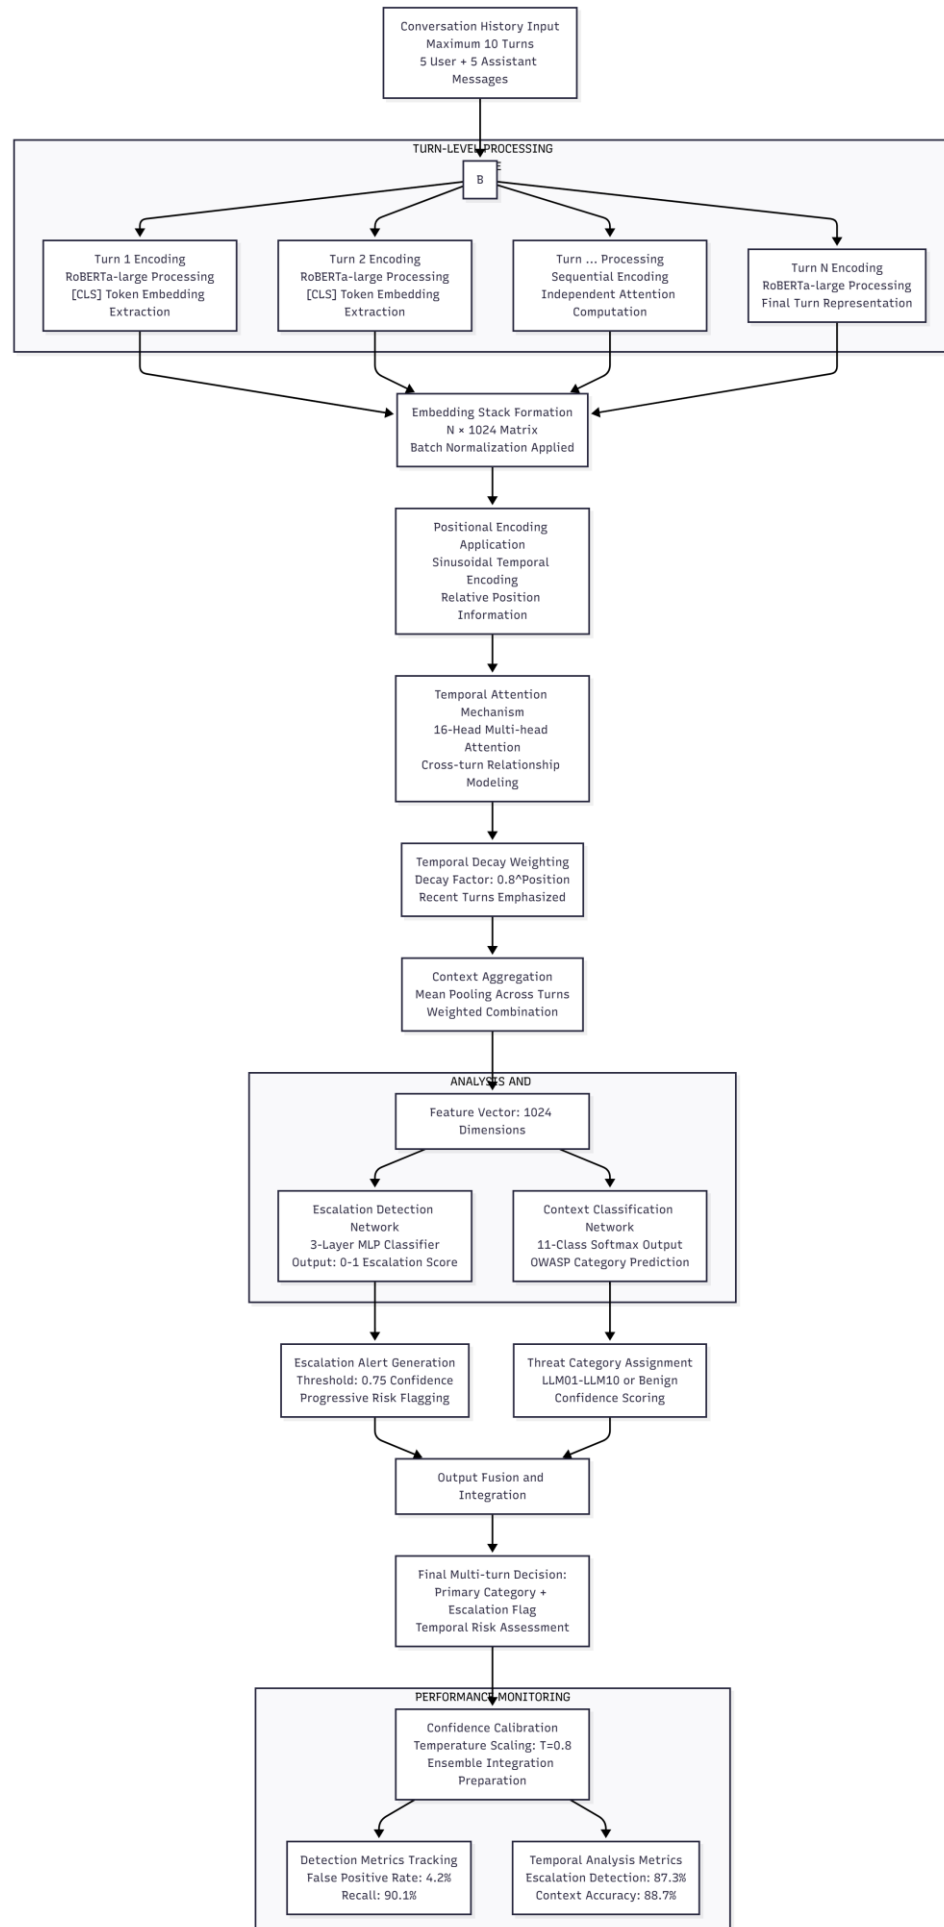 Conversation History Input
Maximum 10 Turns
5 User + 5 Assistant
Messages
TURN-LEVEL PROCESSING
E
B
Turn 1 Encoding
RoBERTa-large Processing
[CLS] Token Embedding
Extraction
Turn 2 Encoding
RoBERTa-large Processing
[CLS] Token Embedding
Extraction
Turn ... Processing
Sequential Encoding
Independent Attention
Computation
Turn N Encoding
RoBERTa-large Processing
Final Turn Representation
Embedding Stack Formation
N × 1024 Matrix
Batch Normalization Applied
Positional Encoding
Application
Sinusoidal Temporal
Encoding
Relative Position
Information
Temporal Attention
Mechanism
16-Head Multi-head
Attention
Cross-turn Relationship
Modeling
Temporal Decay Weighting
Decay Factor: 0.8^Position
Recent Turns Emphasized
Context Aggregation
Mean Pooling Across Turns
Weighted Combination
ANALYSIS AND
Feature Vector: 1024
Dimensions
Escalation Detection
Network
3-Layer MLP Classifier
Output: 0-1 Escalation Score
Context Classification
Network
11-Class Softmax Output
OWASP Category Prediction
Escalation Alert Generation
Threshold: 0.75 Confidence
Progressive Risk Flagging
Threat Category Assignment
LLM01-LLM10 or Benign
Confidence Scoring
Output Fusion and
Integration
Final Multi-turn Decision:
Primary Category +
Escalation Flag
Temporal Risk Assessment
PERFORMANCE MONITORING
Confidence Calibration
Temperature Scaling: T=0.8
Ensemble Integration
Preparation
Detection Metrics Tracking
False Positive Rate: 4.2%
Recall: 90.1%
Temporal Analysis Metrics
Escalation Detection: 87.3%
Context Accuracy: 88.7%